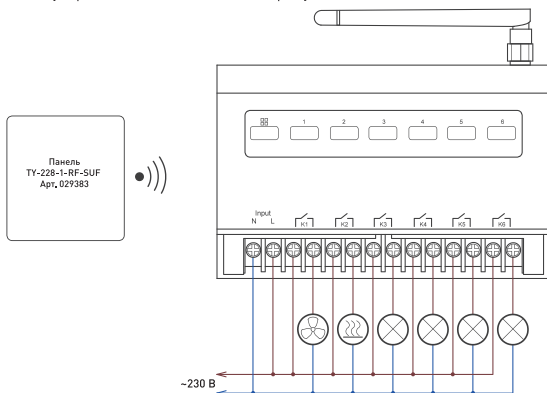 Панель
TY-228-1-RF-SUF
Арт. 029383
1 2 3 4 5 6
Input
N L
K1 K2 K3 K4 K5 K6
~230 В